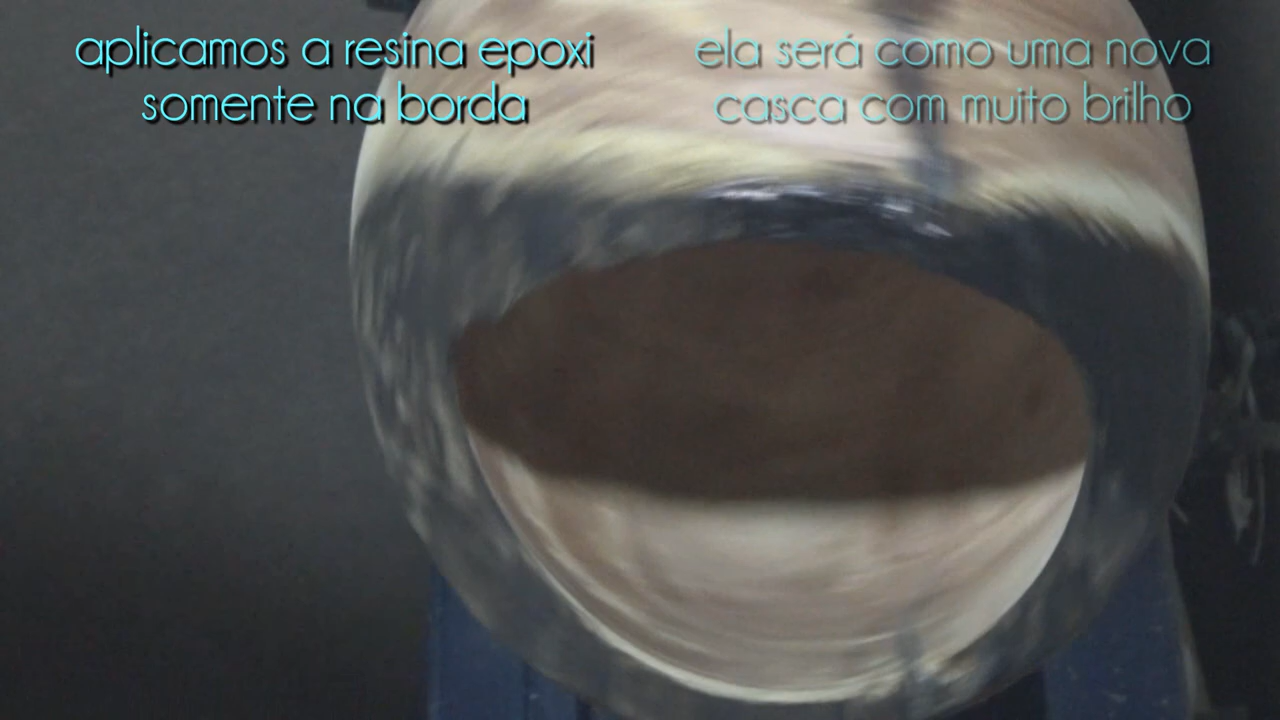 aplicamos a resina epoxi
somente na borda
ela será como uma nova
casca com muito brilho